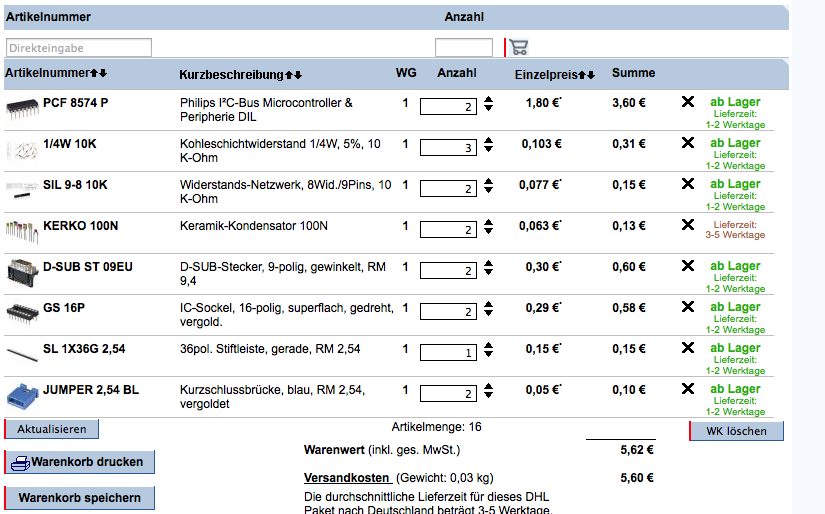 Artikelnummer Anzahl
Direkteingabe
Artikelnummer Kurzbeschreibung WG Anzahl Einzelpreis Summe
PCF 8574 P Philips I²C-Bus Microcontroller & 1 2 1,80 €* 3,60 € ab Lager
Peripherie DIL Lieferzeit:
1-2 Werktage
1/4W 10K Kohleschichtwiderstand 1/4W, 5%, 10 1 3 0,103 € 0,31 € ab Lager
K-Ohm Lieferzeit:
1-2 Werktage
SIL 9-8 10K Widerstands-Netzwerk, 8Wid./9Pins, 10 1 2 0,077 €* 0,15 € ab Lager
K-Ohm Lieferzeit:
1-2 Werktage
KERKO 100N Keramik-Kondensator 100N 1 2 0,063 €* 0,13 € Lieferzeit:
3-5 Werktage
D-SUB ST 09EU D-SUB-Stecker, 9-polig, gewinkelt, RM 1 2 0,30 €* 0,60 € ab Lager
9,4 Lieferzeit:
1-2 Werktage
GS 16P IC-Sockel, 16-polig, superflach, gedreht, 1 2 0,29 €* 0,58 € ab Lager
vergold. Lieferzeit:
1-2 Werktage
SL 1X36G 2,54 36pol. Stiftleiste, gerade, RM 2,54 1 1 0,15 €* 0,15 € ab Lager
Lieferzeit:
1-2 Werktage
JUMPER 2,54 BL Kurzschlussbrücke, blau, RM 2,54, 1 2 0,05 €* 0,10 € ab Lager
vergoldet Lieferzeit:
1-2 Werktage
Aktualisieren Artikelmenge: 16 WK löschen
Warenwert (inkl. ges. MwSt.) 5,62 €
Warenkorb drucken
Versandkosten (Gewicht: 0,03 kg) 5,60 €
Warenkorb speichern Die durchschnittliche Lieferzeit für dieses DHL
Paket nach Deutschland beträgt 3-5 Werktage.